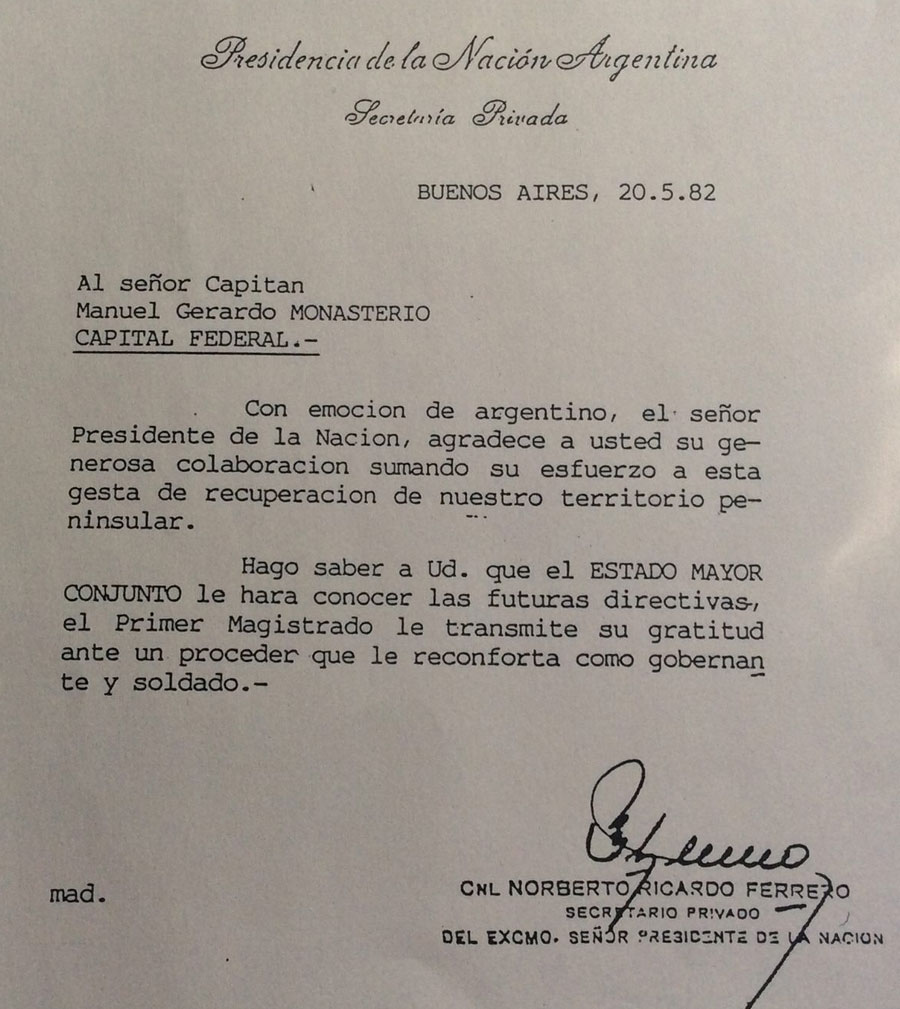 Presidencia de la Nación Argentina
Secretaría Privada
BUENOS AIRES, 20.5.82
Al señor Capitan
Manuel Gerardo MONASTERIO
CAPITAL FEDERAL.-
Con emocion de argentino, el señor
Presidente de la Nacion, agradece a usted su ge-
nerosa colaboracion sumando su esfuerzo a esta
gesta de recuperacion de nuestro territorio pe-
ninsular.
Hago saber a Ud. que el ESTADO MAYOR
CONJUNTO le hara conocer las futuras directivas,
el Primer Magistrado le transmite su gratitud
ante un proceder que le reconforta como gobernan
te y soldado.-
mad.
CNL NORBERTO RICARDO FERRERO
SECRETARIO PRIVADO
DEL EXCMO. SEÑOR PRESIDENTE DE LA NACION